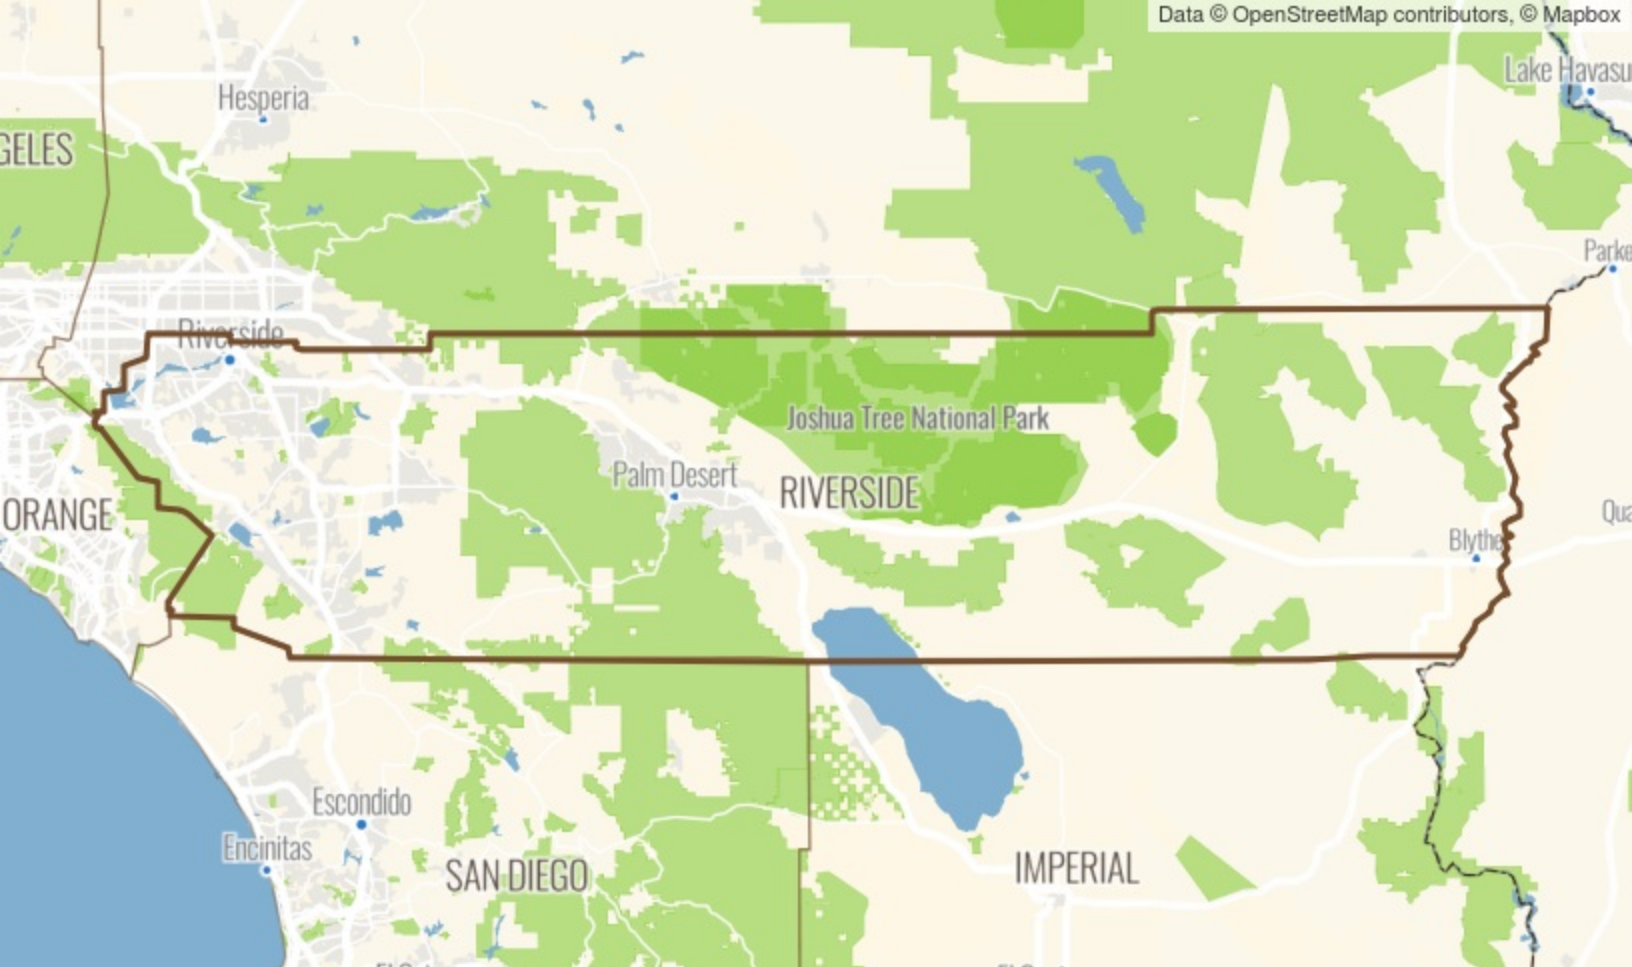 Data © OpenStreetMap contributors, © Mapbox
Lake Havasu
Hesperia
GELES
Parke
Riverside
Joshua Tree National Park
Palm Desert
RIVERSIDE
ORANGE
Qua
Blythe
Escondido
Encinitas
SAN DIEGO
IMPERIAL